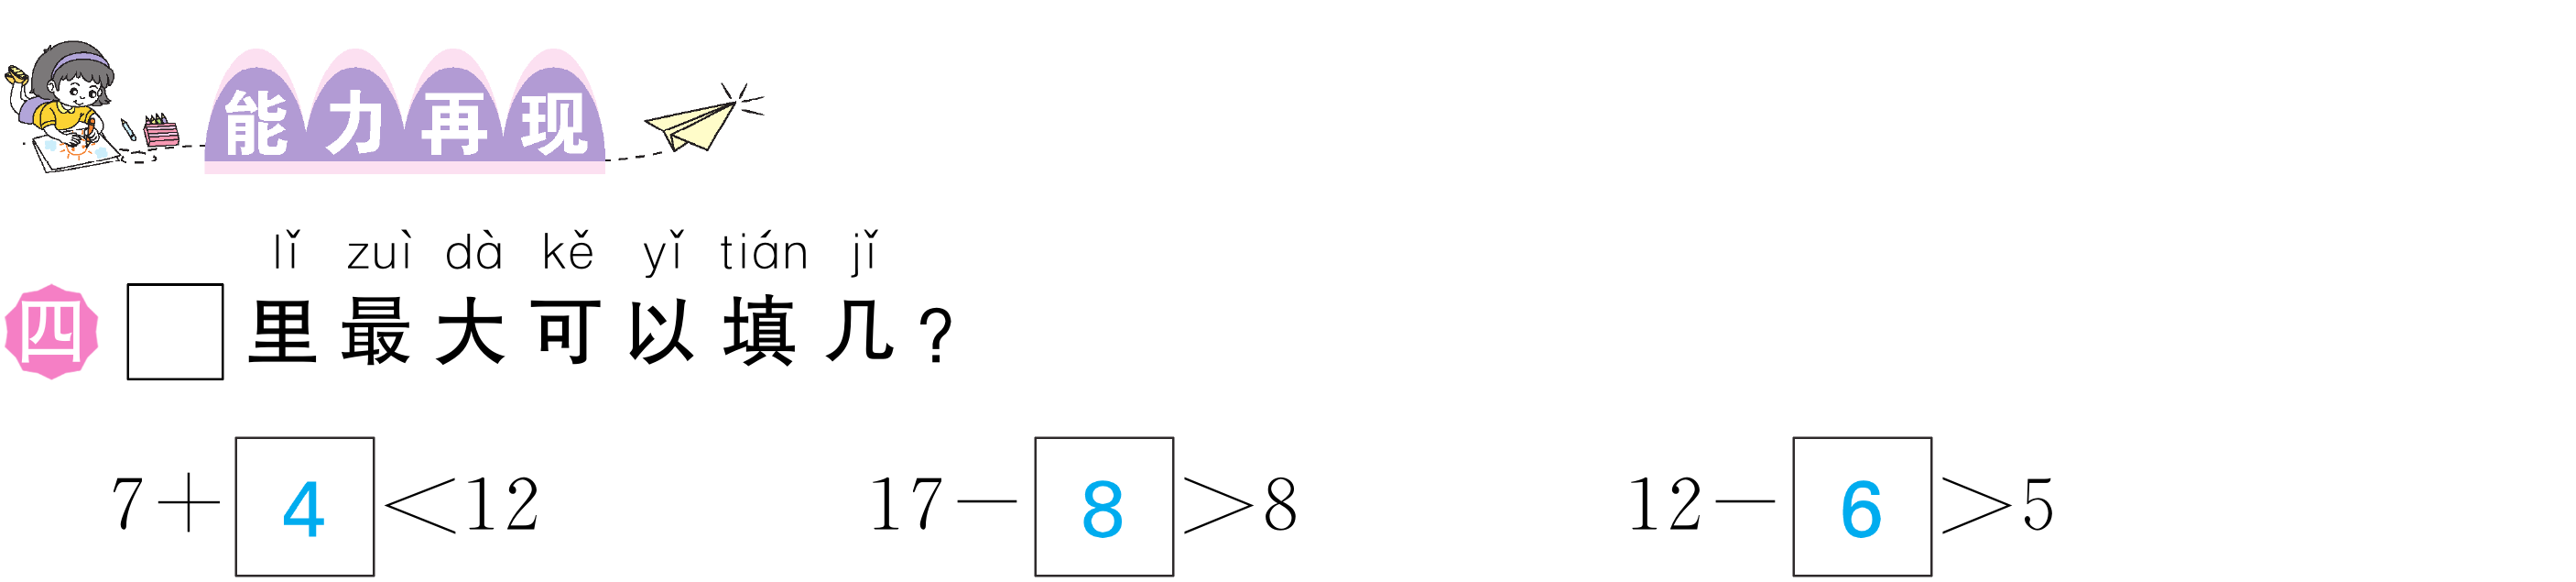 能力再现
lǐ zuì dà kě yǐ tián jǐ
四 □里最大可以填几?
7+4<12 17-8>8 12-6>5